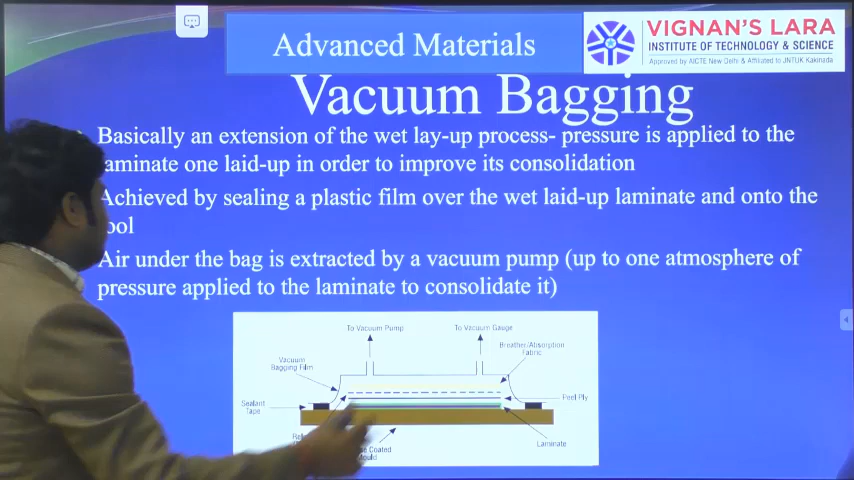 Advanced Materials
VIGNAN'S LARA
INSTITUTE OF TECHNOLOGY & SCIENCE
Approved by AICTE New Delhi & Affiliated to JNTUK Kakinada
Vacuum Bagging
Basically an extension of the wet lay-up process- pressure is applied to the
aminate one laid-up in order to improve its consolidation
Achieved by sealing a plastic film over the wet laid-up laminate and onto the
ool
Air under the bag is extracted by a vacuum pump (up to one atmosphere of
pressure applied to the laminate to consolidate it)
To Vacuum Pump
To Vacuum Gauge
Breather/Absorption
Fabric
Vacuum
Bagging Film
Sealant
Tape
Peel Ply
Laminate
Coated